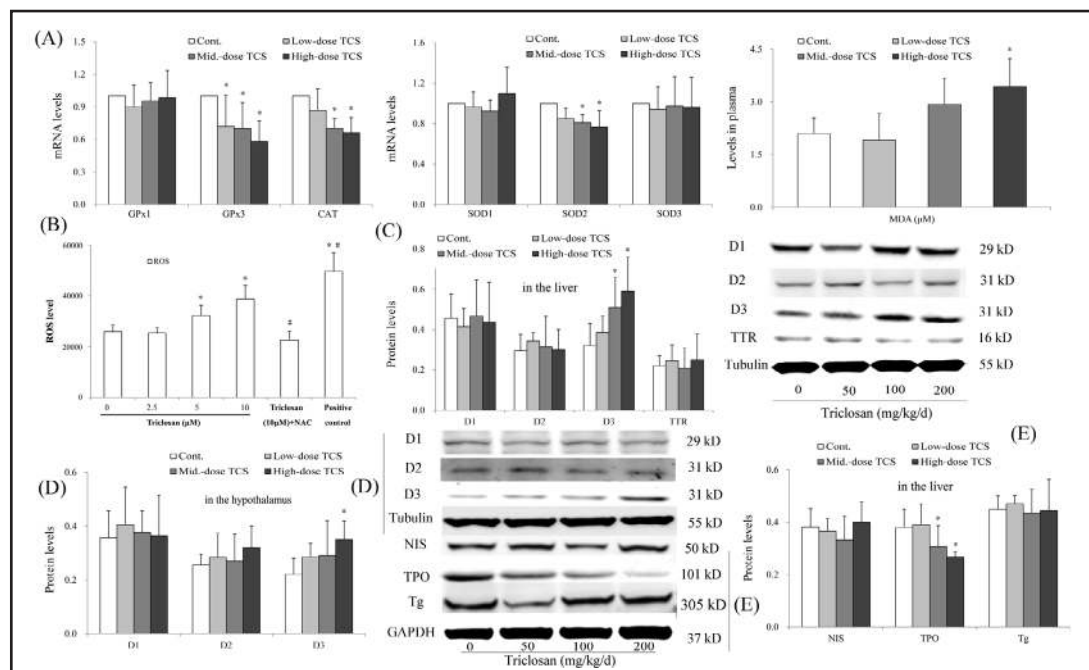 (A)
Cont. Low-dose TCS
Mid.-dose TCS High-dose TCS
mRNA levels
1.5
1.2
0.9
0.6
0.3
0.0
* * * * *
GPx1 GPx3 CAT
Cont. Low-dose TCS
Mid.-dose TCS High-dose TCS
mRNA levels
2.0
1.6
1.2
0.8
0.4
0.0
* *
SOD1 SOD2 SOD3
Cont. Low-dose TCS
Mid.-dose TCS High-dose TCS
Levels in plasma
4.5
3.0
1.5
0.0
*
MDA (μM)
(B)
ROS
ROS level
60000
40000
20000
0
* * * #
0 2.5 5 10 Triclosan Positive
Triclosan (μM) (10μM)+NAC control
(C)
Cont. Low-dose TCS
Mid.-dose TCS High-dose TCS
in the liver
Protein levels
0.8
0.6
0.4
0.2
0.0
* *
D1 D2 D3 TTR
D1 29 kD
D2 31 kD
D3 31 kD
TTR 16 kD
Tubulin 55 kD
0 50 100 200
Triclosan (mg/kg/d)
(D)
Cont. Low-dose TCS
Mid.-dose TCS High-dose TCS
in the hypothalamus
Protein levels
0.6
0.4
0.2
0.0
*
D1 D2 D3
(D)
D1 29 kD
D2 31 kD
D3 31 kD
Tubulin 55 kD
NIS 50 kD
TPO 101 kD
Tg 305 kD
GAPDH 37 kD
0 50 100 200
Triclosan (mg/kg/d)
(E)
(E)
Cont. Low-dose TCS
Mid.-dose TCS High-dose TCS
in the liver
Protein levels
0.6
0.4
0.2
0.0
* *
NIS TPO Tg